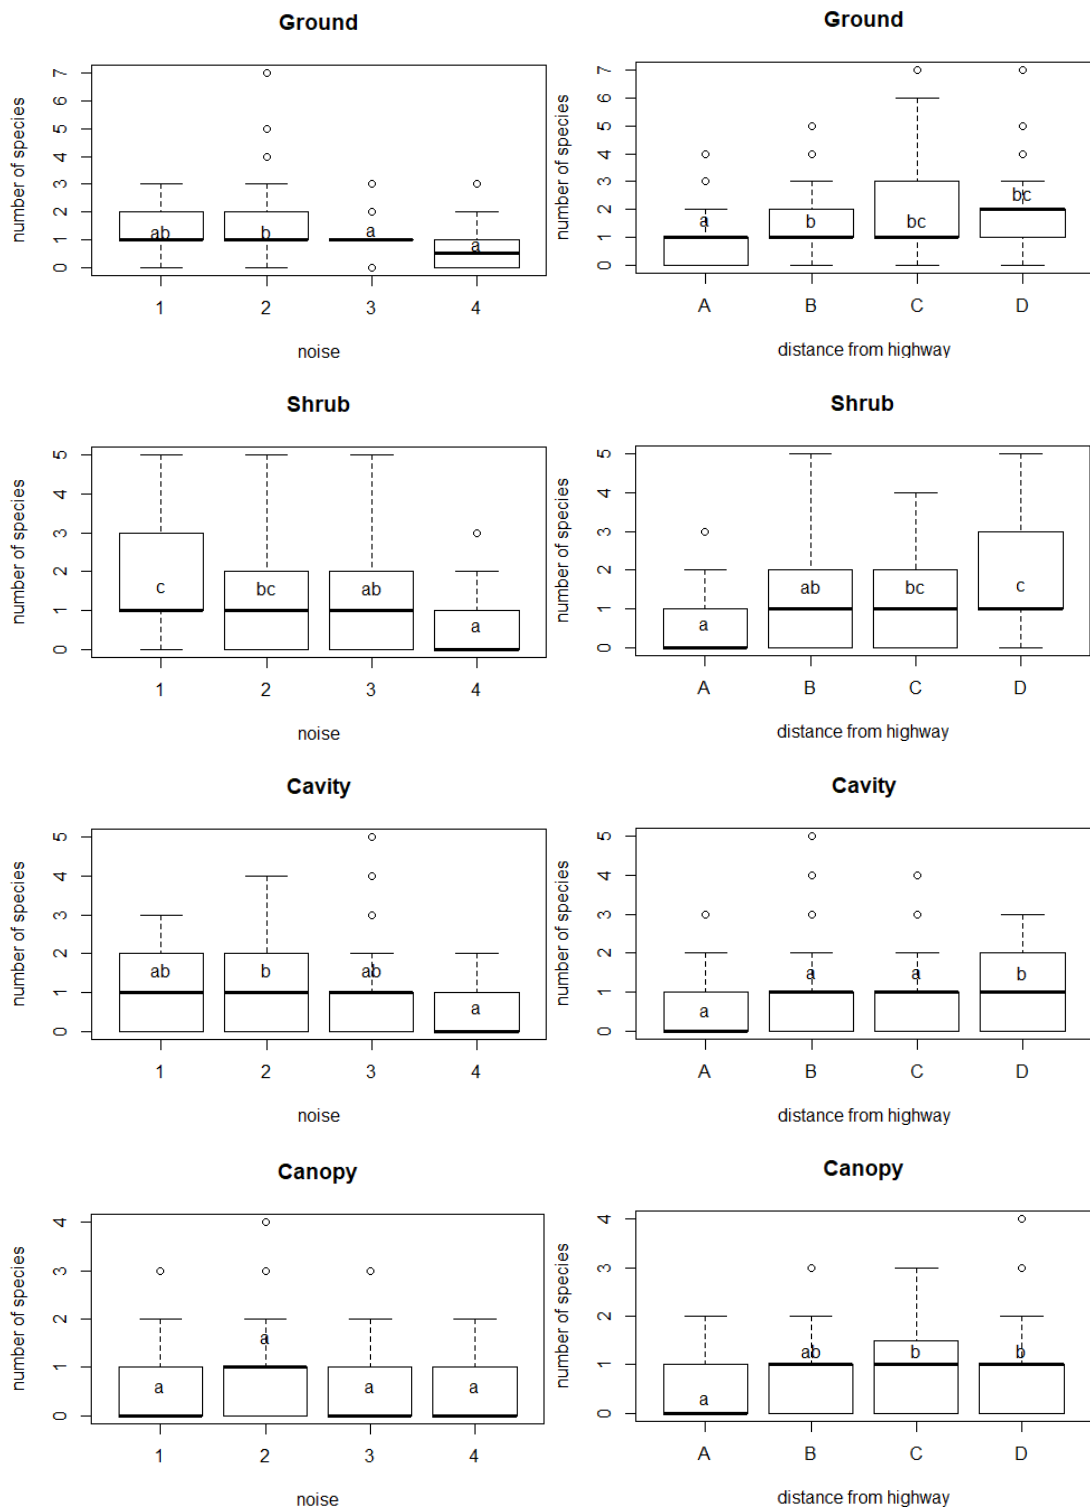 Ground
number of species
7
6
5
4
3
2
1
0
ab
b
a
a
1 2 3 4
noise
Ground
number of species
7
6
5
4
3
2
1
0
a
b
bc
bc
A B C D
distance from highway
Shrub
number of species
5
4
3
2
1
0
c
bc
ab
a
1 2 3 4
noise
Shrub
number of species
5
4
3
2
1
0
a
ab
bc
c
A B C D
distance from highway
Cavity
number of species
5
4
3
2
1
0
ab
b
ab
a
1 2 3 4
noise
Cavity
number of species
5
4
3
2
1
0
a
a
a
b
A B C D
distance from highway
Canopy
number of species
4
3
2
1
0
a
a
a
a
1 2 3 4
noise
Canopy
number of species
4
3
2
1
0
a
ab
b
b
A B C D
distance from highway